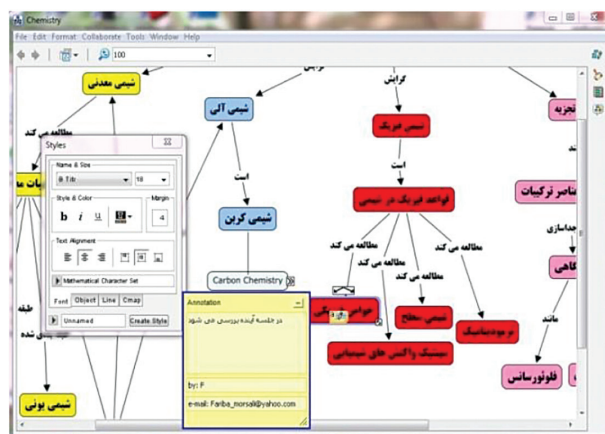 Chemistry
File Edit Format Collaborate Tools Window Help
100
گرایش
گرایش
شیمی معدنی
شیمی آلی
شیمی فیزیک
تجزیه
مطالعه می کند
است
است
عناصر ترکیبات
قواعد فیزیک در شیمی
جداسازی
شیمی کربن
مطالعه می کند
مطالعه می کند
مطالعه می کند
مطالعه می کند
Carbon Chemistry
شیمی سطح
ترمودینامیک
سینتیک واکنش های شیمیایی
مانند
فلوئورسانس
طبقه
شیمی یونی
Styles
Name & Size
18
Style & Color
Margin
b i u
4
Text Alignment
Mathematical Character Set
Font Object Line Cmap
Unnamed
Create Style
Annotation
در جلسه آینده بررسی می شود
by: F
e-mail: Fariba_morsali@yahoo.com